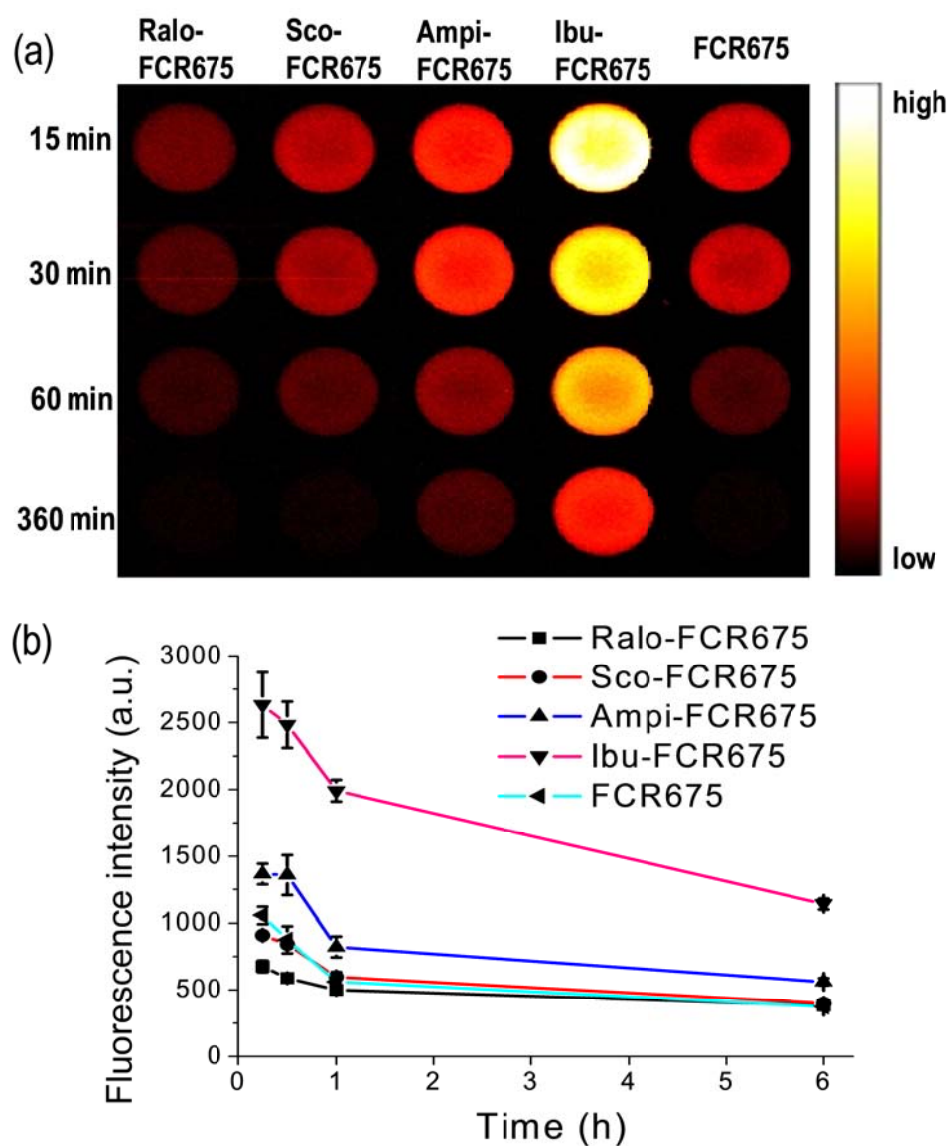 (a)
Ralo-
FCR675
Sco-
FCR675
Ampi-
FCR675
Ibu-
FCR675
FCR675
high
15 min
30 min
60 min
360 min
low
(b)
Fluorescence intensity (a.u.)
3000
2500
2000
1500
1000
500
0
Ralo-FCR675
Sco-FCR675
Ampi-FCR675
Ibu-FCR675
FCR675
0 1 2 3 4 5 6
Time (h)